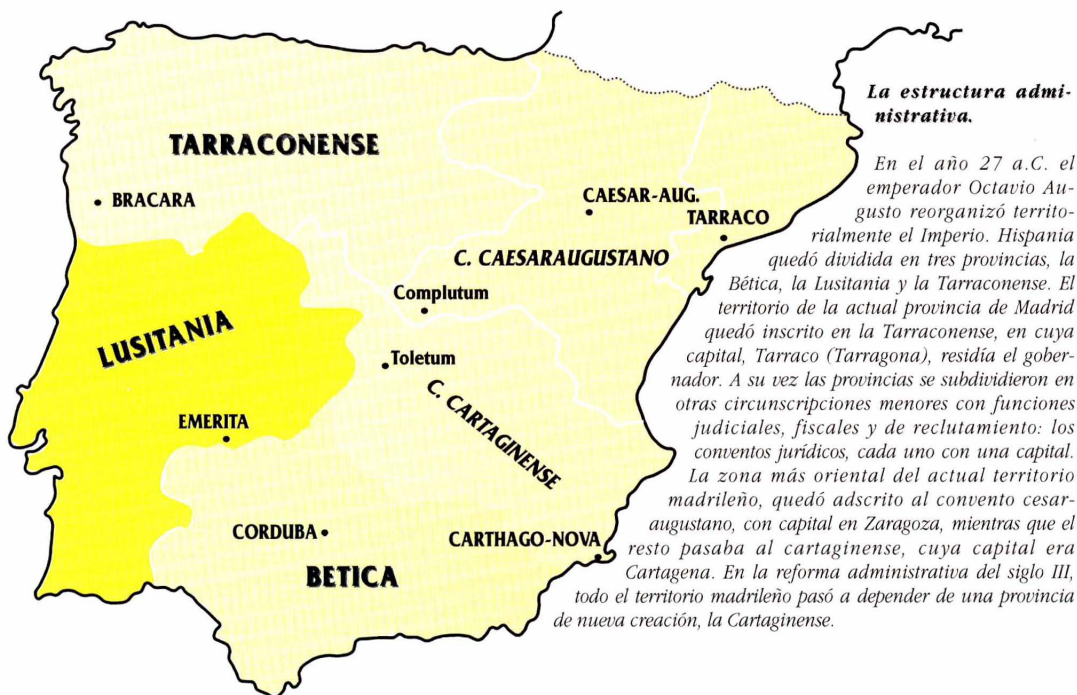 TARRACONENSE
BRACARA
CAESAR-AUG.
TARRACO
C. CAESARAUGUSTANO
Complutum
LUSITANIA
Toletum
C. CARTAGINENSE
EMERITA
CORDUBA
CARTHAGO-NOVA
BETICA
La estructura admi-
nistrativa.
En el año 27 a.C. el
emperador Octavio Au-
gusto reorganizó territo-
rialmente el Imperio. Hispania
quedó dividida en tres provincias, la
Bética, la Lusitania y la Tarraconense. El
territorio de la actual provincia de Madrid
quedó inscrito en la Tarraconense, en cuya
capital, Tarraco (Tarragona), residía el gober-
nador. A su vez las provincias se subdividieron en
otras circunscripciones menores con funciones
judiciales, fiscales y de reclutamiento: los
conventos jurídicos, cada uno con una capital.
La zona más oriental del actual territorio
madrileño, quedó adscrito al convento cesar-
augustano, con capital en Zaragoza, mientras que el
resto pasaba al cartaginense, cuya capital era
Cartagena. En la reforma administrativa del siglo III,
todo el territorio madrileño pasó a depender de una provincia
de nueva creación, la Cartaginense.